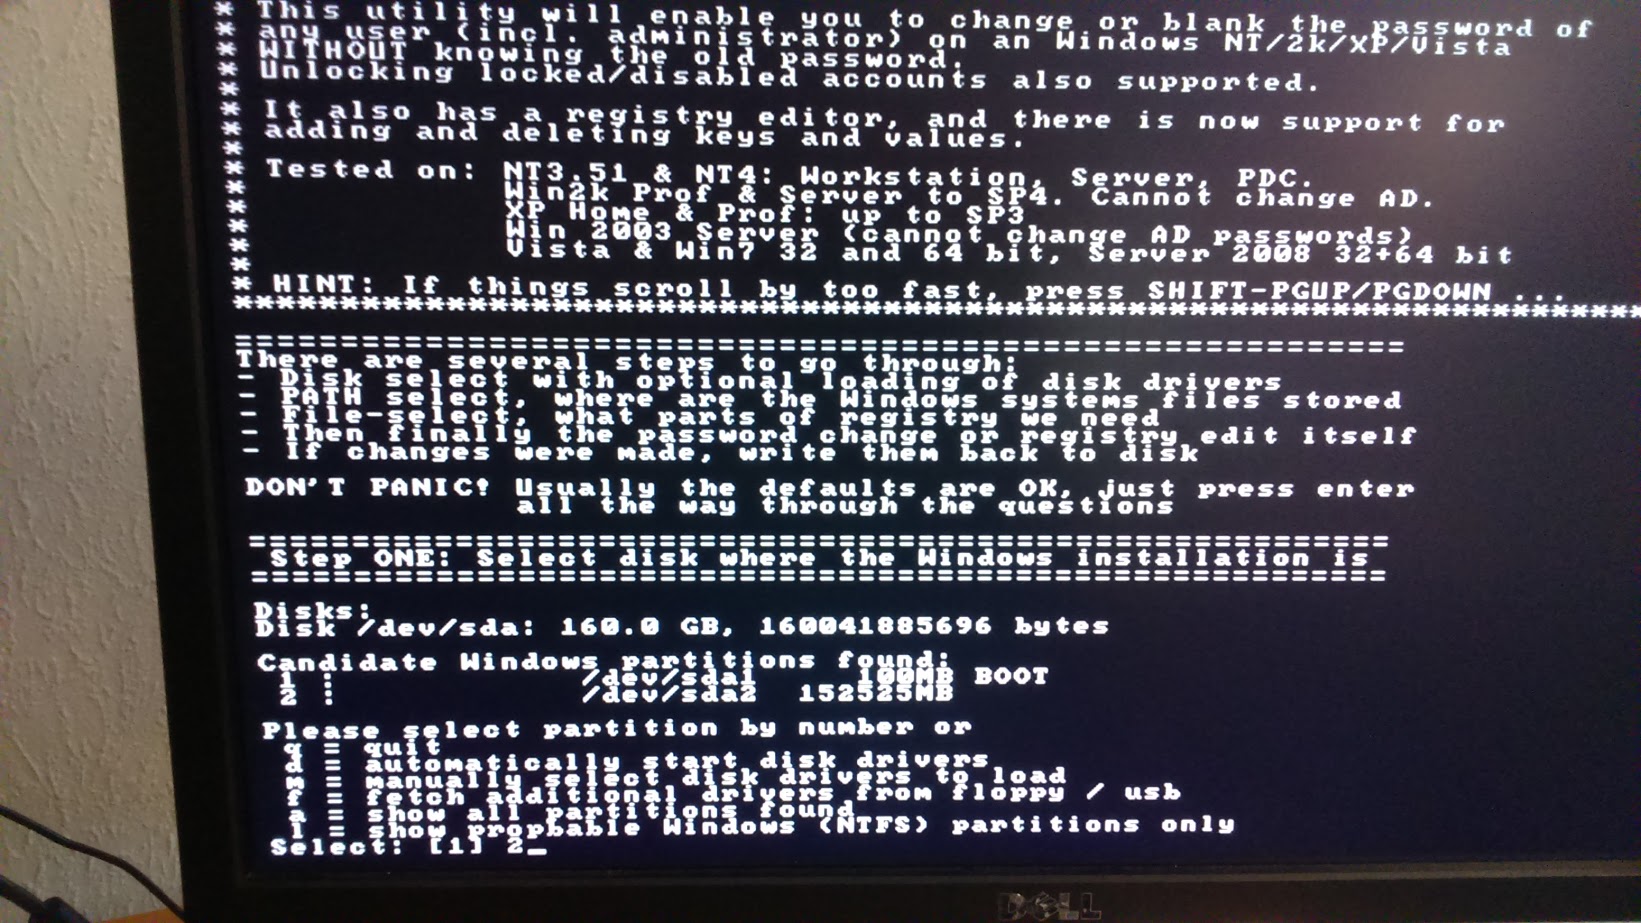 * This utility will enable you to change or blank the password of
* any user (incl. administrator) on an Windows NT/2k/XP/Vista
* WITHOUT knowing the old password.
* Unlocking locked/disabled accounts also supported.
*
* It also has a registry editor, and there is now support for
* adding and deleting keys and values.
*
* Tested on: NT3.51 & NT4: Workstation, Server, PDC.
* Win2k Prof & Server to SP4. Cannot change AD.
* XP Home & Prof: up to SP3
* Win 2003 Server (cannot change AD passwords)
* Vista & Win7 32 and 64 bit, Server 2008 32+64 bit
*
* HINT: If things scroll by too fast, press SHIFT-PGUP/PGDOWN ...
*********************************************************************
=========================================================
There are several steps to go through:
- Disk select with optional loading of disk drivers
- PATH select, where are the Windows systems files stored
- File-select, what parts of registry we need
- Then finally the password change or registry edit itself
- If changes were made, write them back to disk
DON'T PANIC! Usually the defaults are OK, just press enter
all the way through the questions
=========================================================
Step ONE: Select disk where the Windows installation is
=========================================================
Disks:
Disk /dev/sda: 160.0 GB, 160041885696 bytes
Candidate Windows partitions found:
1 : /dev/sda1 100MB BOOT
2 : /dev/sda2 152525MB
Please select partition by number or
q = quit
d = automatically start disk drivers
m = manually select disk drivers to load
f = fetch additional drivers from floppy / usb
a = show all partitions found
l = show propbable Windows (NTFS) partitions only
Select: [1] 2_
DELL